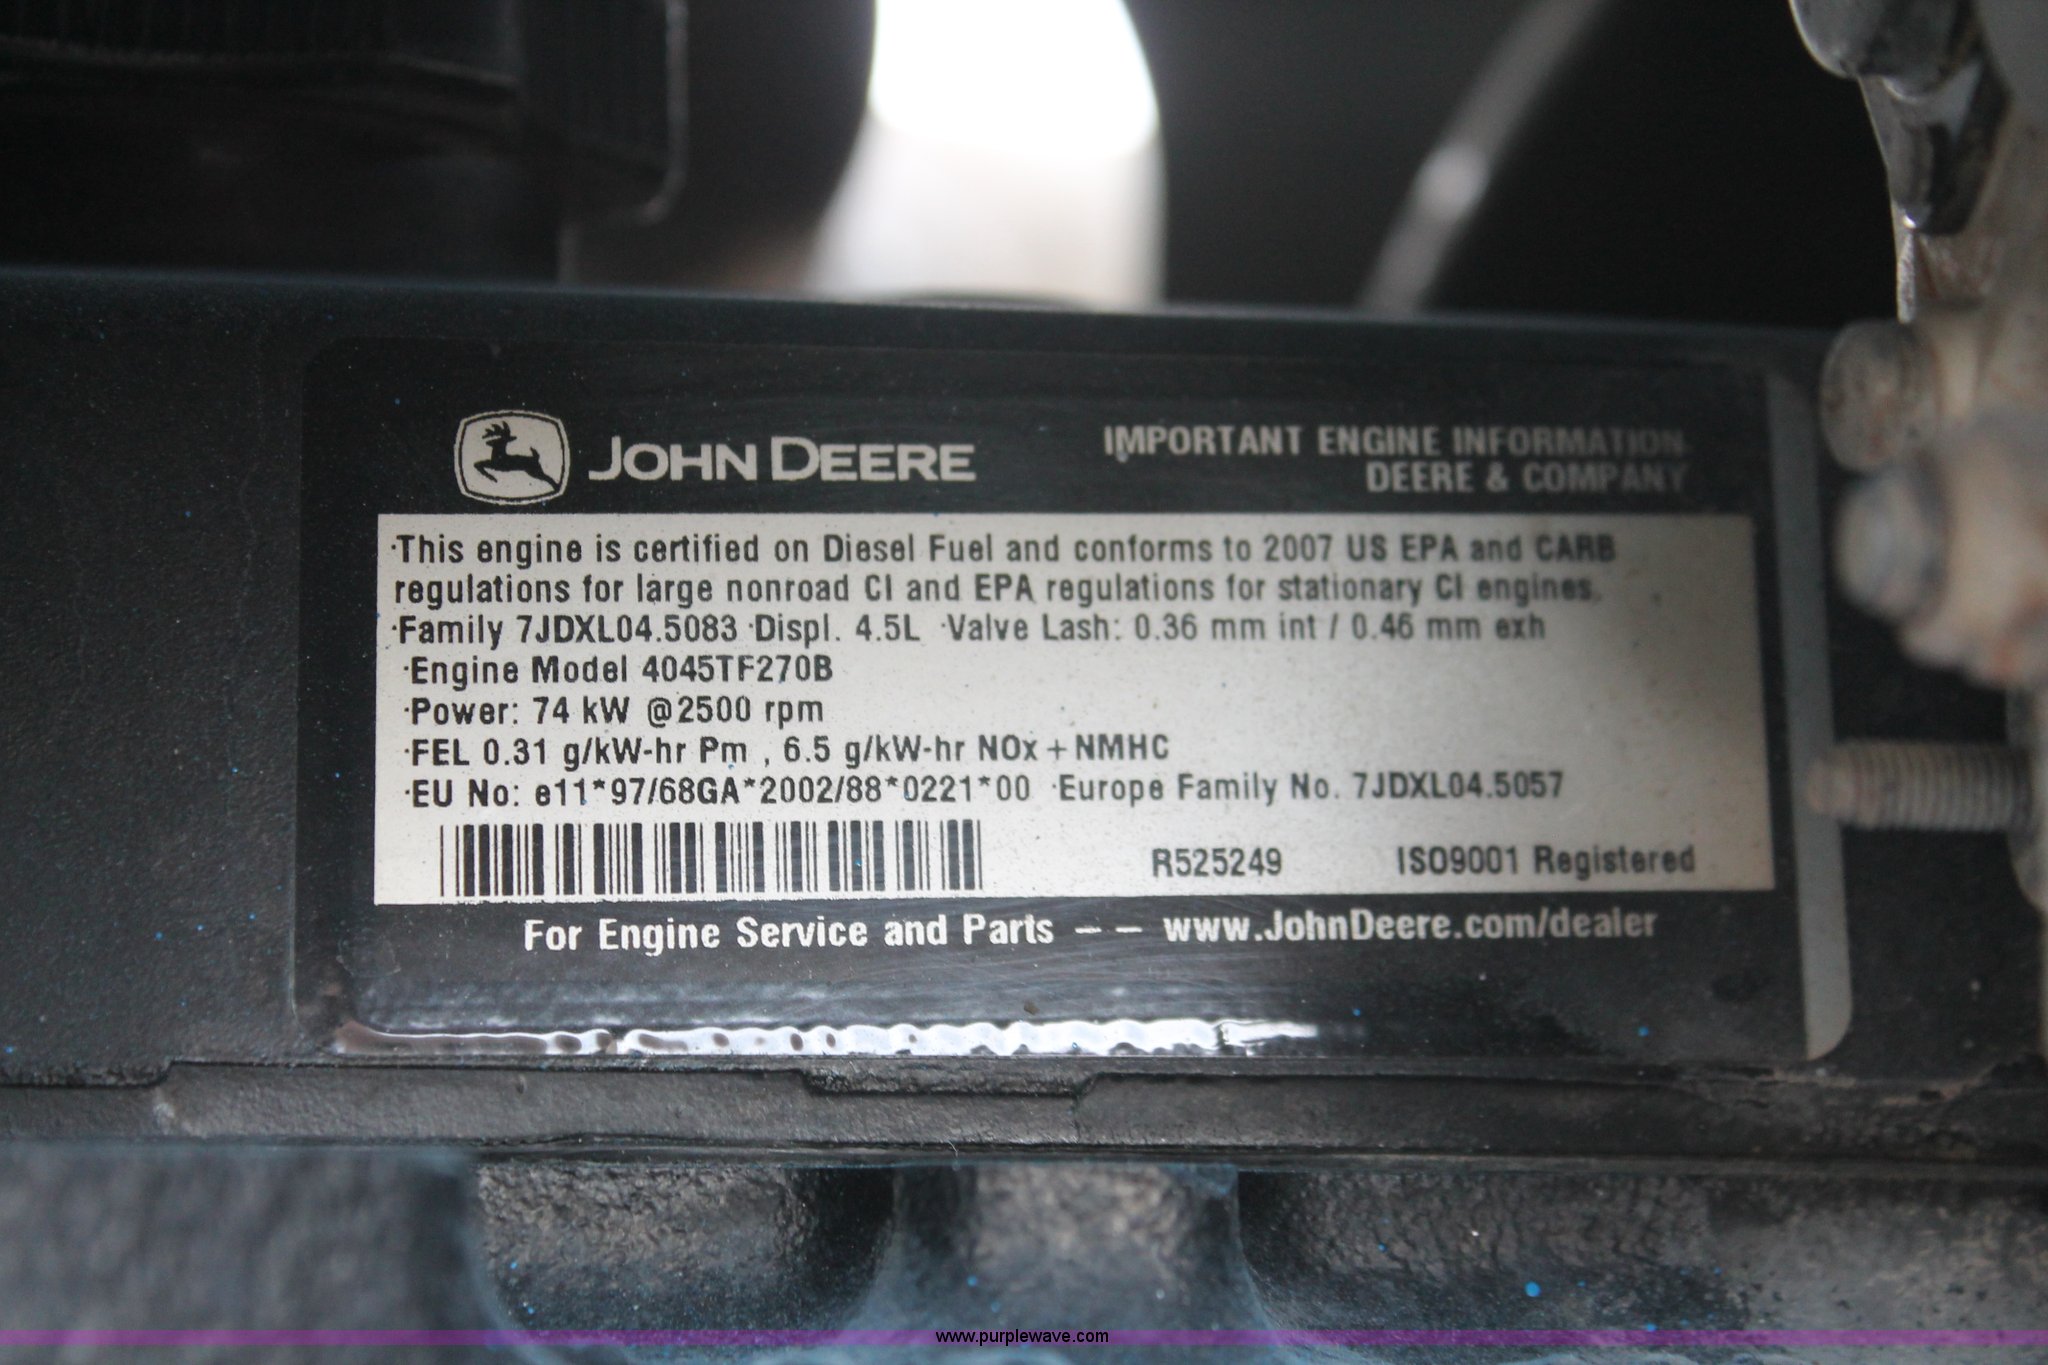 JOHN DEERE
IMPORTANT ENGINE INFORMATION
DEERE & COMPANY
·This engine is certified on Diesel Fuel and conforms to 2007 US EPA and CARB
regulations for large nonroad CI and EPA regulations for stationary CI engines.
·Family 7JDXL04.5083 ·Displ. 4.5L ·Valve Lash: 0.36 mm int / 0.46 mm exh
·Engine Model 4045TF270B
·Power: 74 kW @2500 rpm
·FEL 0.31 g/kW-hr Pm , 6.5 g/kW-hr NOx + NMHC
·EU No: e11*97/68GA*2002/88*0221*00 ·Europe Family No. 7JDXL04.5057
R525249 ISO9001 Registered
For Engine Service and Parts -- www.JohnDeere.com/dealer
www.purplewave.com